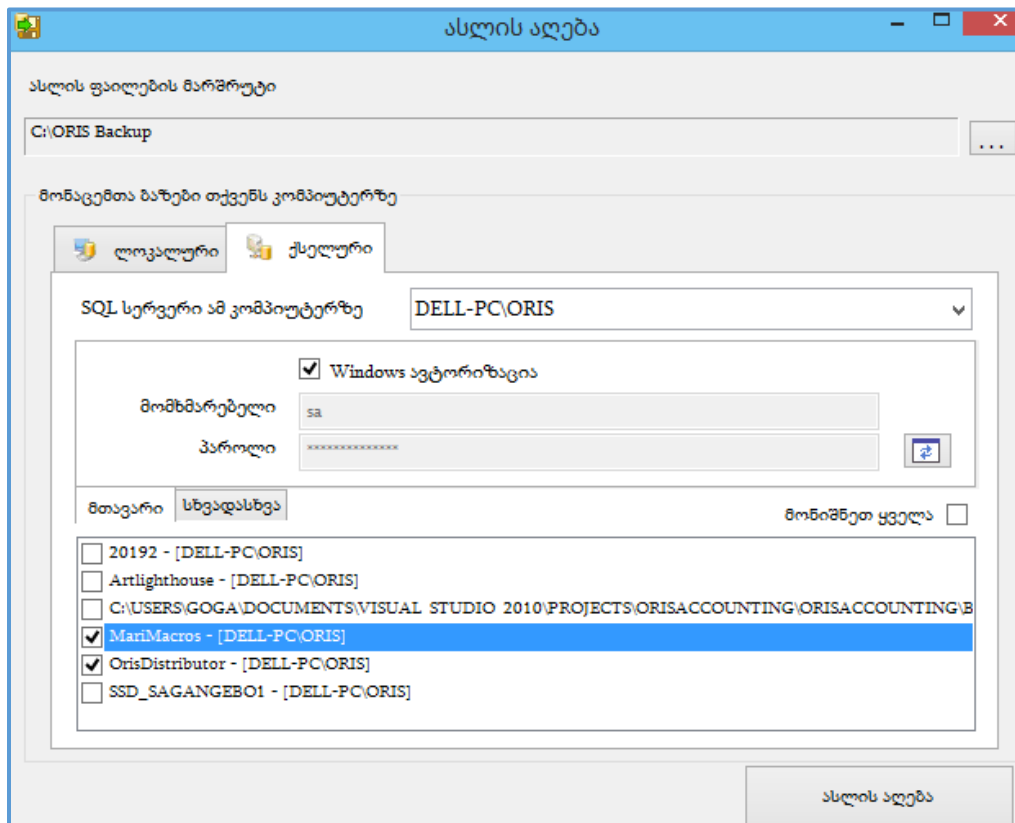 ასლის აღება
ასლის ფაილების მარშრუტი
C:\ORIS Backup
...
მონაცემთა ბაზები თქვენს კომპიუტერზე
ლოკალური ქსელური
SQL სერვერი ამ კომპიუტერზე DELL-PC\ORIS
Windows ავტორიზაცია
მომხმარებელი sa
პაროლი **************
მთავარი სხვადასხვა მონიშნეთ ყველა
20192 - [DELL-PC\ORIS]
Artlighthouse - [DELL-PC\ORIS]
C:\USERS\GOGA\DOCUMENTS\VISUAL STUDIO 2010\PROJECTS\ORISACCOUNTING\ORISACCOUNTING\B
MariMacros - [DELL-PC\ORIS]
OrisDistributor - [DELL-PC\ORIS]
SSD_SAGANGEBO1 - [DELL-PC\ORIS]
ასლის აღება